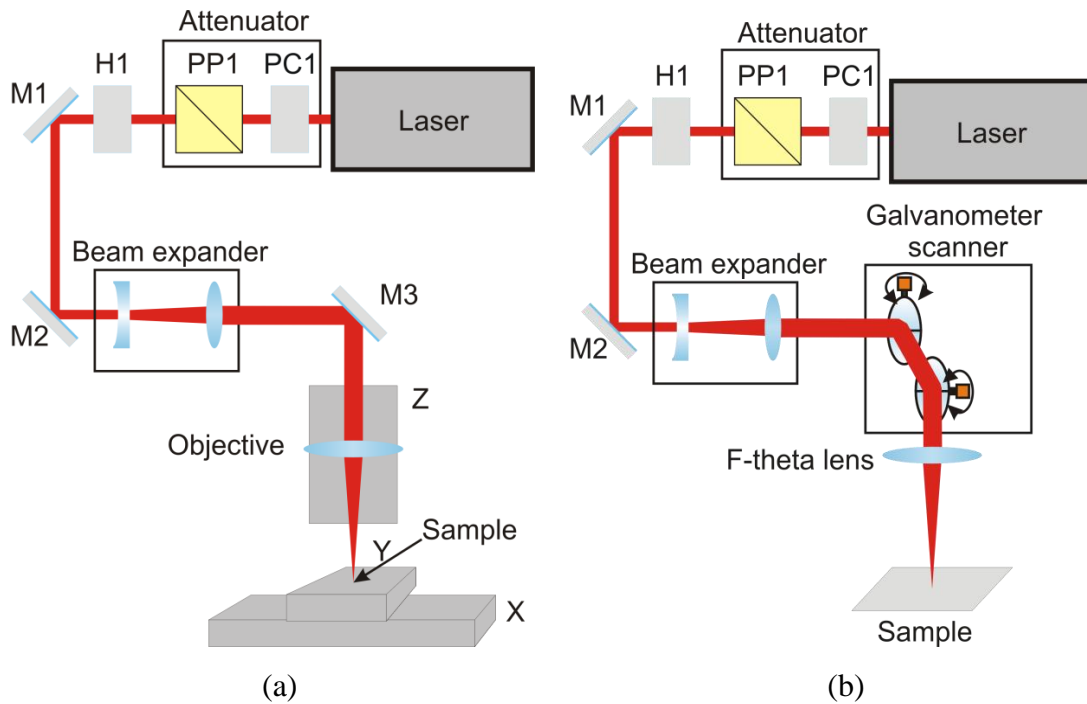 Attenuator
H1
PP1
PC1
M1
Laser
Beam expander
M2
M3
Z
Objective
Sample
Y
X
(a)
Attenuator
H1
PP1
PC1
M1
Laser
Galvanometer
scanner
Beam expander
M2
F-theta lens
Sample
(b)